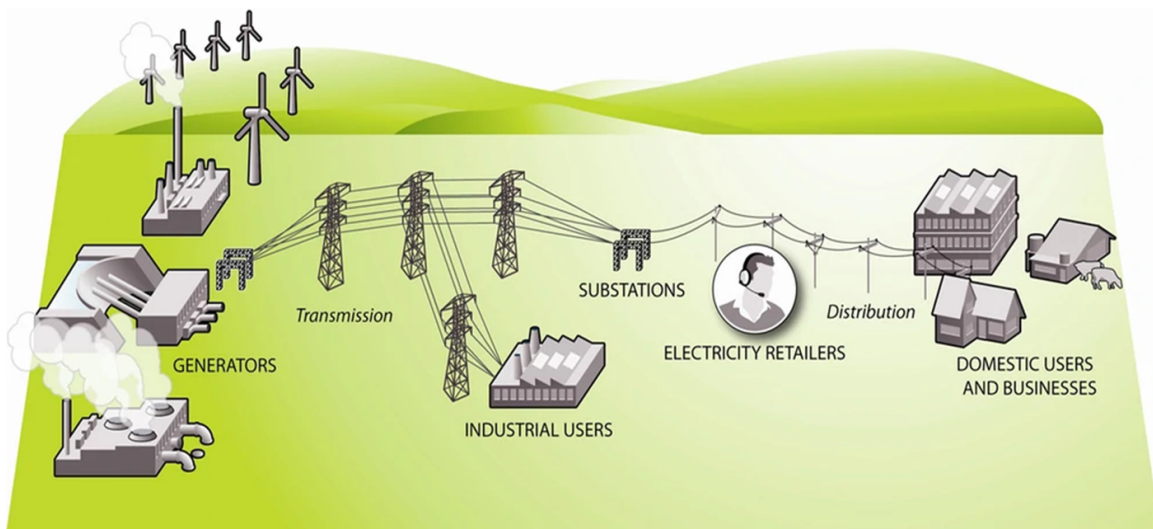 Transmission
GENERATORS
INDUSTRIAL USERS
SUBSTATIONS
ELECTRICITY RETAILERS
Distribution
DOMESTIC USERS
AND BUSINESSES